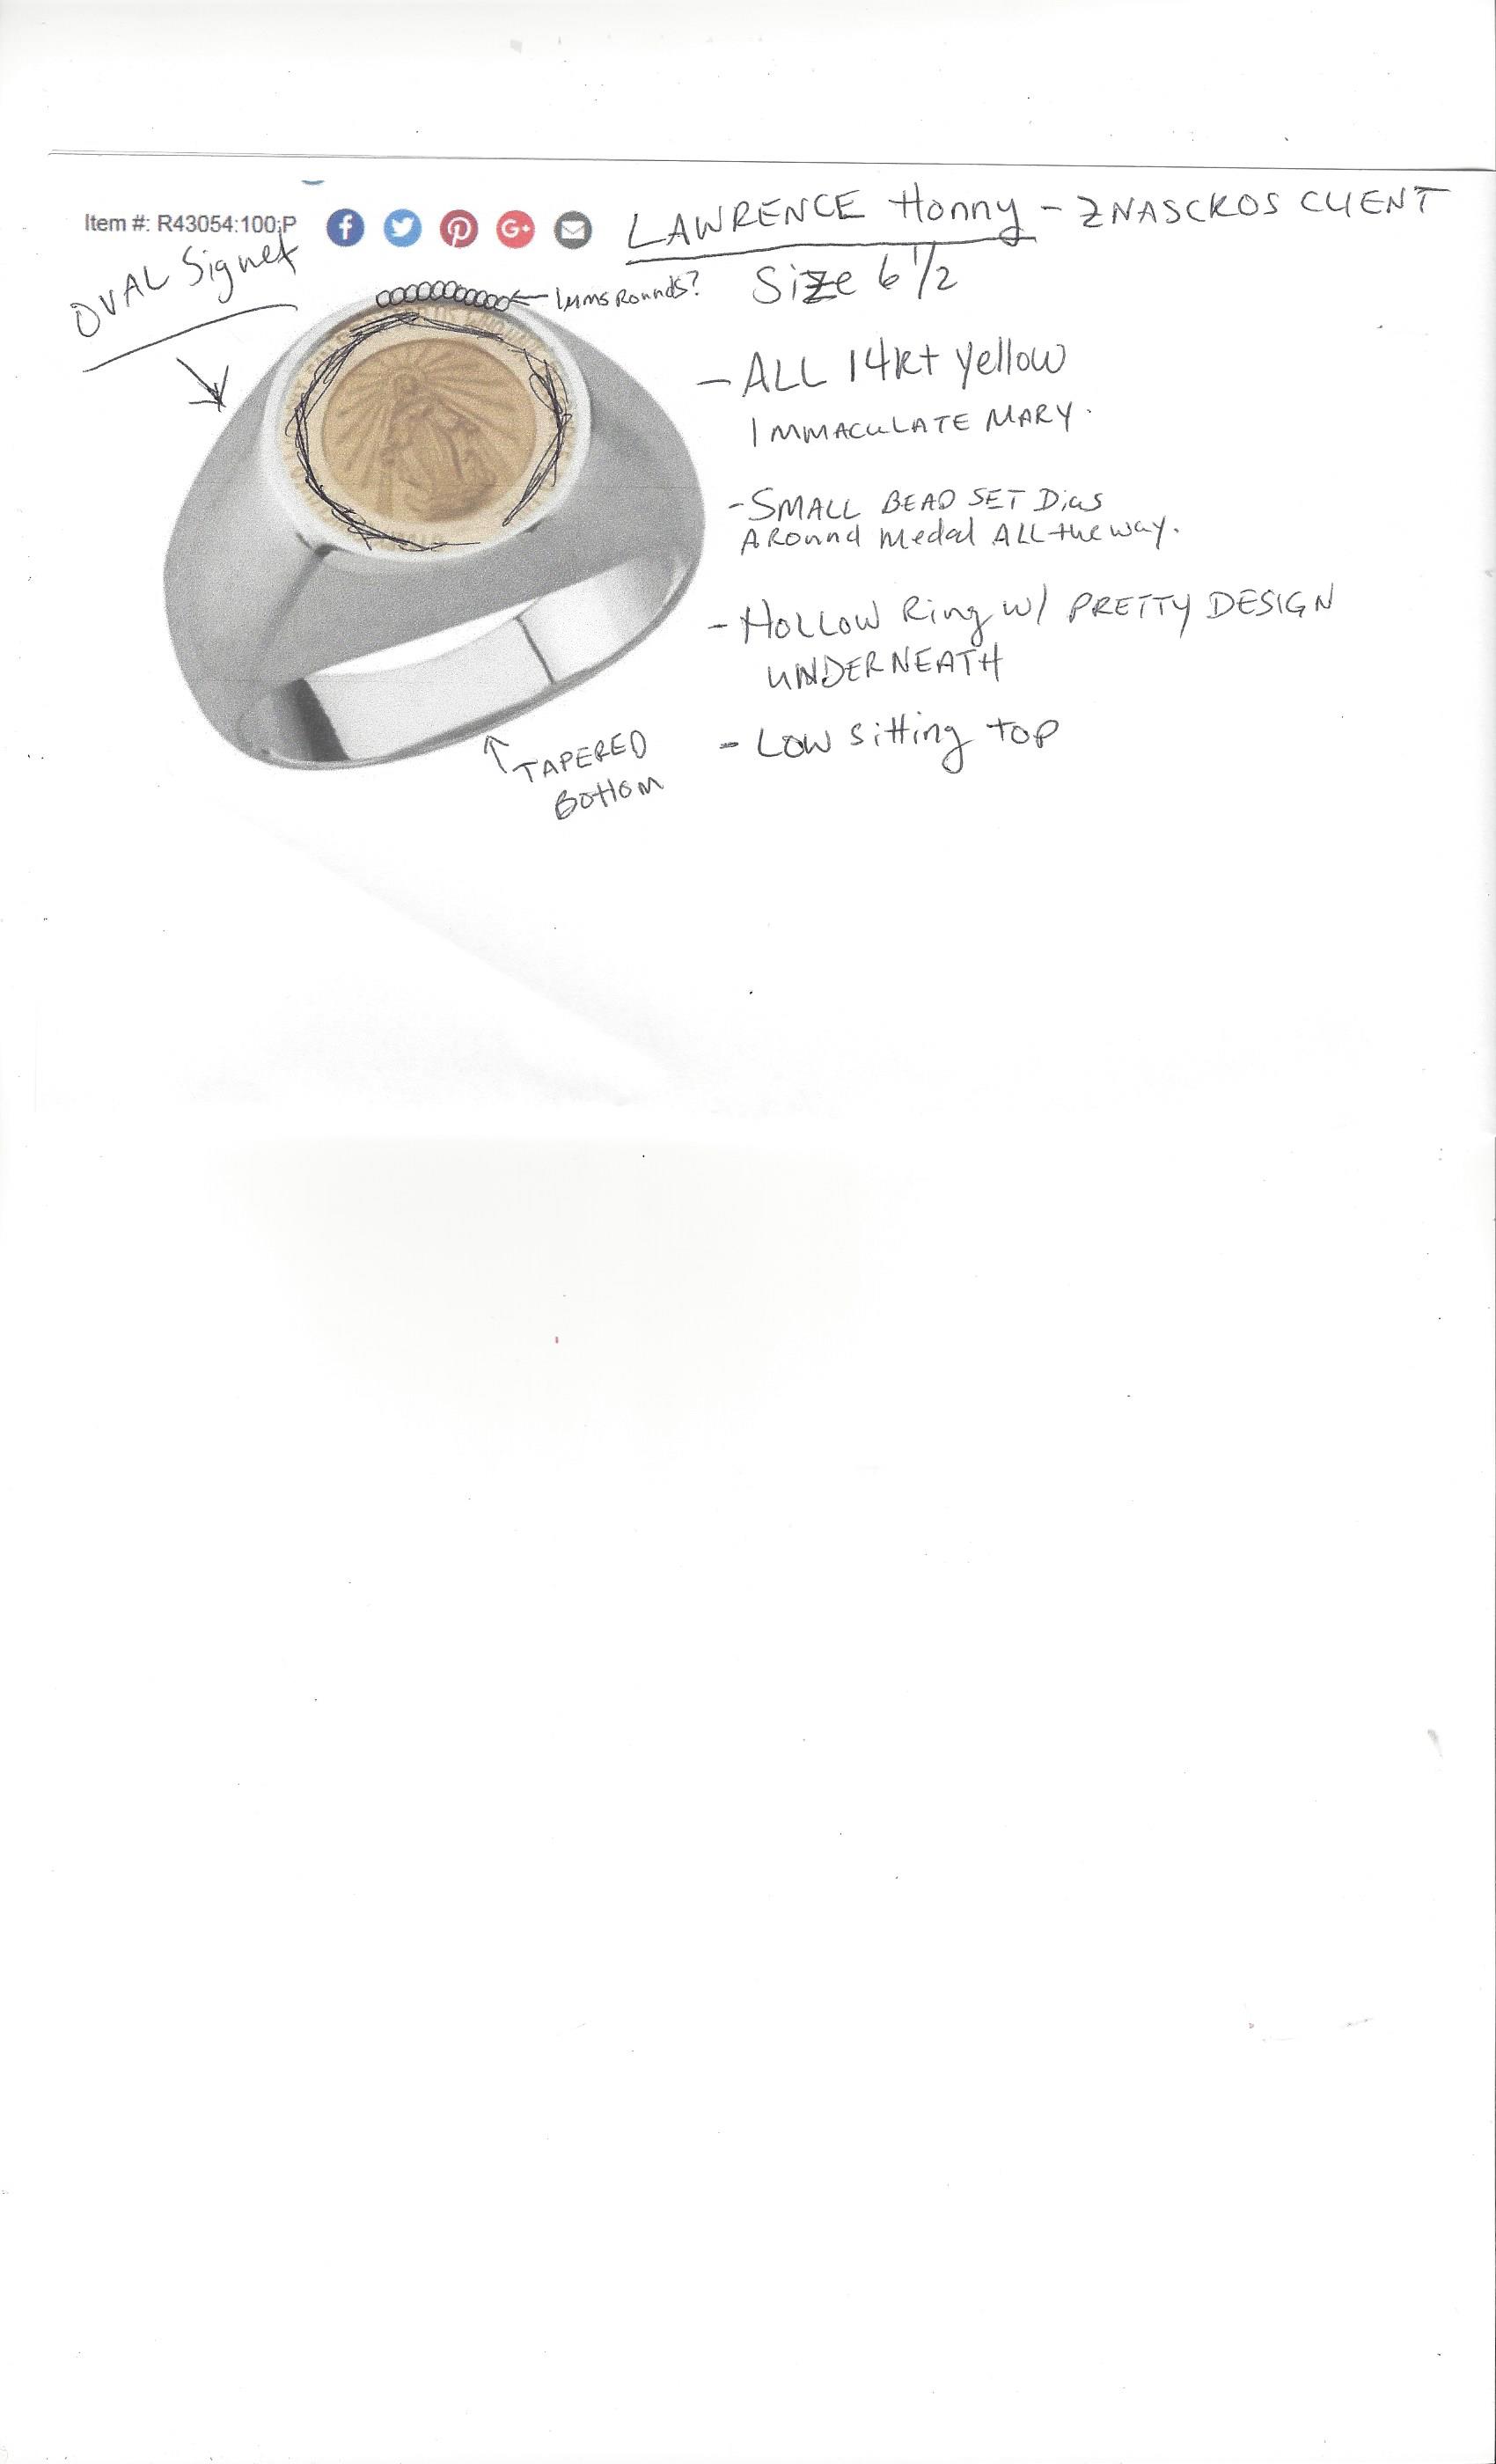 Item #: R43054:100:P
LAWRENCE Honny - ZNASCKOS CLIENT
OVAL Signet
1mms Rounds?
Size 6 1/2
- ALL 14kt yellow
IMMACULATE MARY.
- SMALL BEAD SET Dias
AROUND Medal ALL the way.
- HOLLOW Ring w/ PRETTY DESIGN
UNDERNEATH
- LOW sitting top
TAPERED
Bottom